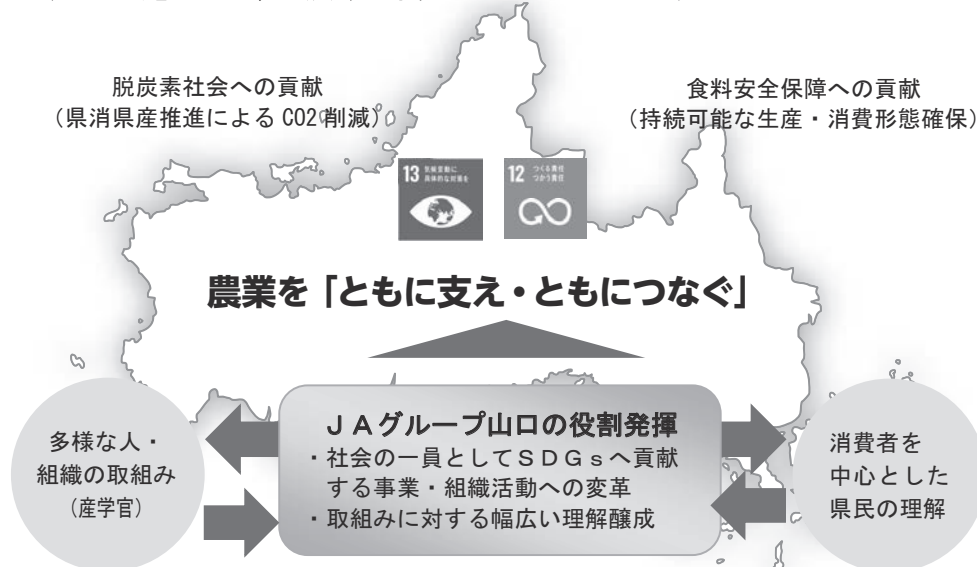 脱炭素社会への貢献
（県消県産推進による CO2 削減）
食料安全保障への貢献
（持続可能な生産・消費形態確保）
13 気候変動に
具体的な対策を
12 つくる責任
つかう責任
農業を「ともに支え・ともにつなぐ」
多様な人・
組織の取組み
（産学官）
ＪＡグループ山口の役割発揮
・社会の一員としてＳＤＧｓへ貢献
する事業・組織活動への変革
・取組みに対する幅広い理解醸成
消費者を
中心とした
県民の理解